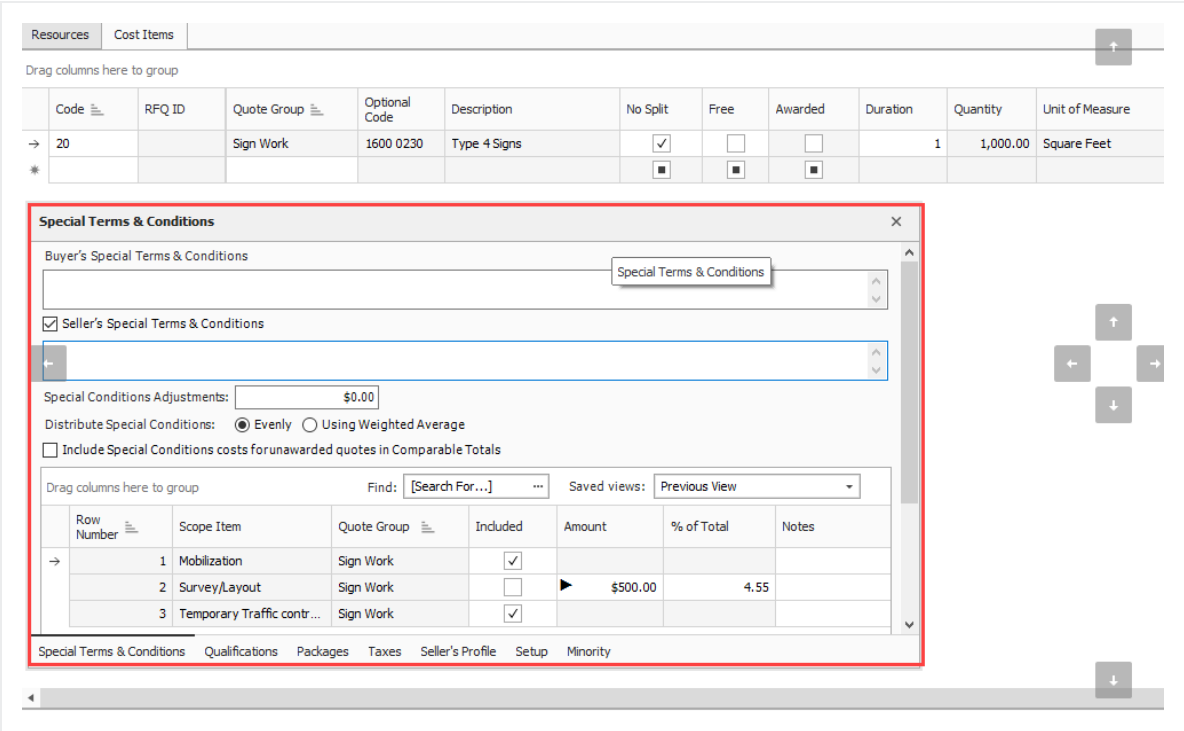 Resources Cost Items
Drag columns here to group
Code RFQ ID Quote Group Optional Code Description No Split Free Awarded Duration Quantity Unit of Measure
20 Sign Work 1600 0230 Type 4 Signs 1 1,000.00 Square Feet
Special Terms & Conditions
Buyer's Special Terms & Conditions
Special Terms & Conditions
Seller's Special Terms & Conditions
Special Conditions Adjustments: $0.00
Distribute Special Conditions: Evenly Using Weighted Average
Include Special Conditions costs forunawarded quotes in Comparable Totals
Drag columns here to group Find: [Search For...] ... Saved views: Previous View
Row Number Scope Item Quote Group Included Amount % of Total Notes
1 Mobilization Sign Work
2 Survey/Layout Sign Work $500.00 4.55
3 Temporary Traffic contr... Sign Work
Special Terms & Conditions Qualifications Packages Taxes Seller's Profile Setup Minority